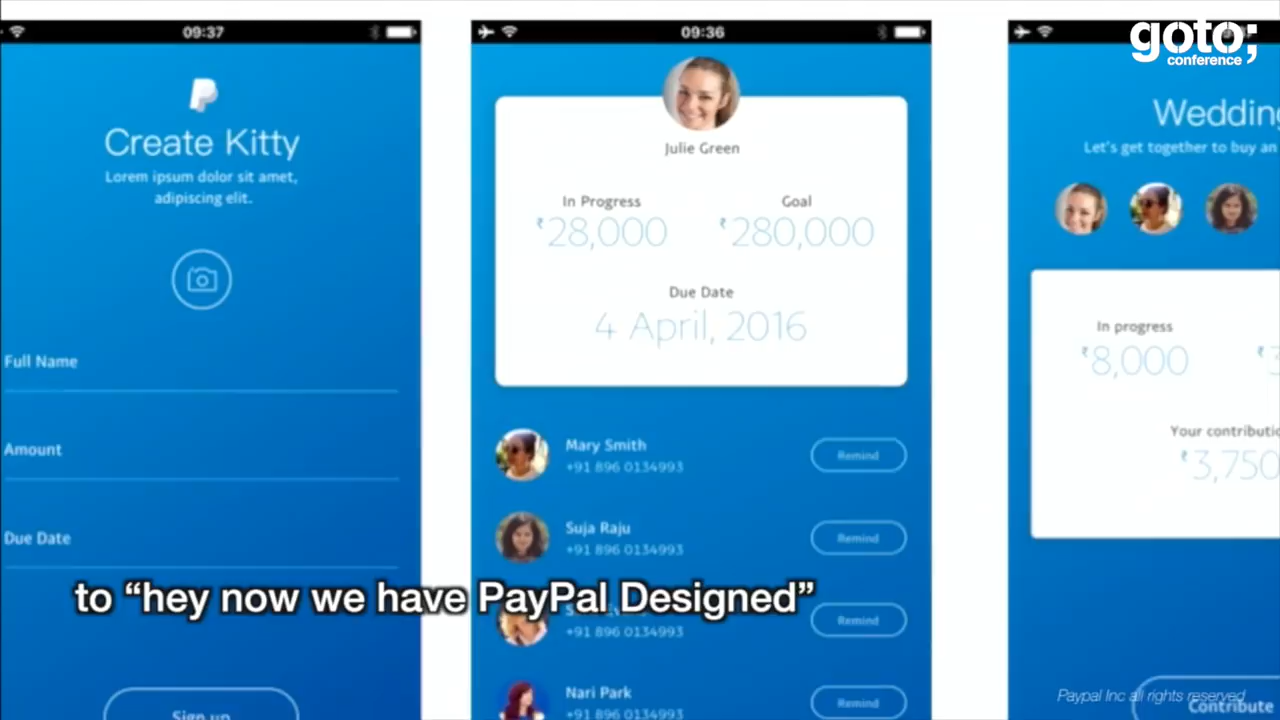 goto;
conference
09:37
Create Kitty
Lorem ipsum dolor sit amet,
adipiscing elit.
Full Name
Amount
Due Date
Sign up
09:36
Julie Green
In Progress
₹28,000
Goal
₹280,000
Due Date
4 April, 2016
Mary Smith
+91 896 0134993
Remind
Suja Raju
+91 896 0134993
Remind
+91 896 0134993
Remind
Nari Park
+91 896 0134993
Remind
Wedding
Let's get together to buy an
In progress
₹8,000
Your contributio
₹3,750
Contribute
Paypal Inc all rights reserved
to “hey now we have PayPal Designed”